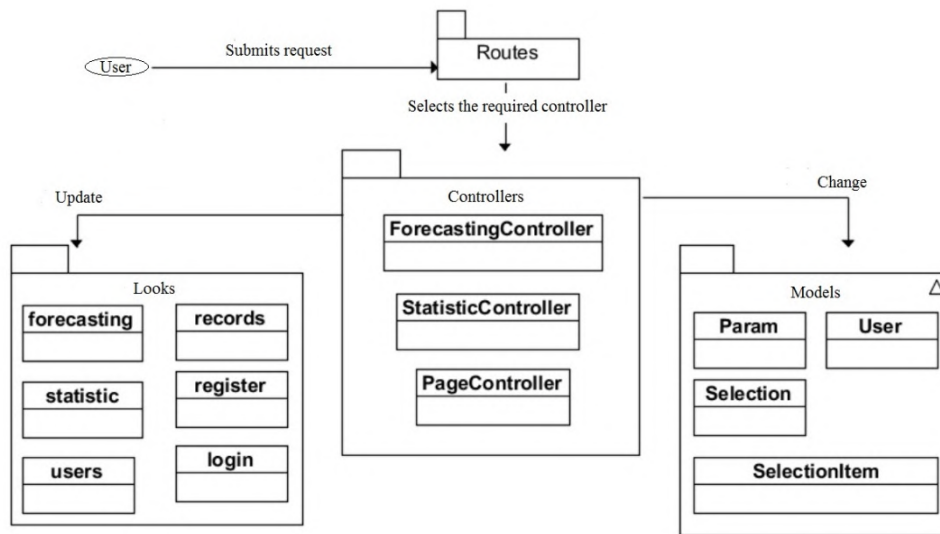 Submits request
User
Routes
Selects the required controller
Update
Controllers
Change
ForecastingController
StatisticController
PageController
Looks
forecasting
records
statistic
register
users
login
Models
Param
User
Selection
SelectionItem